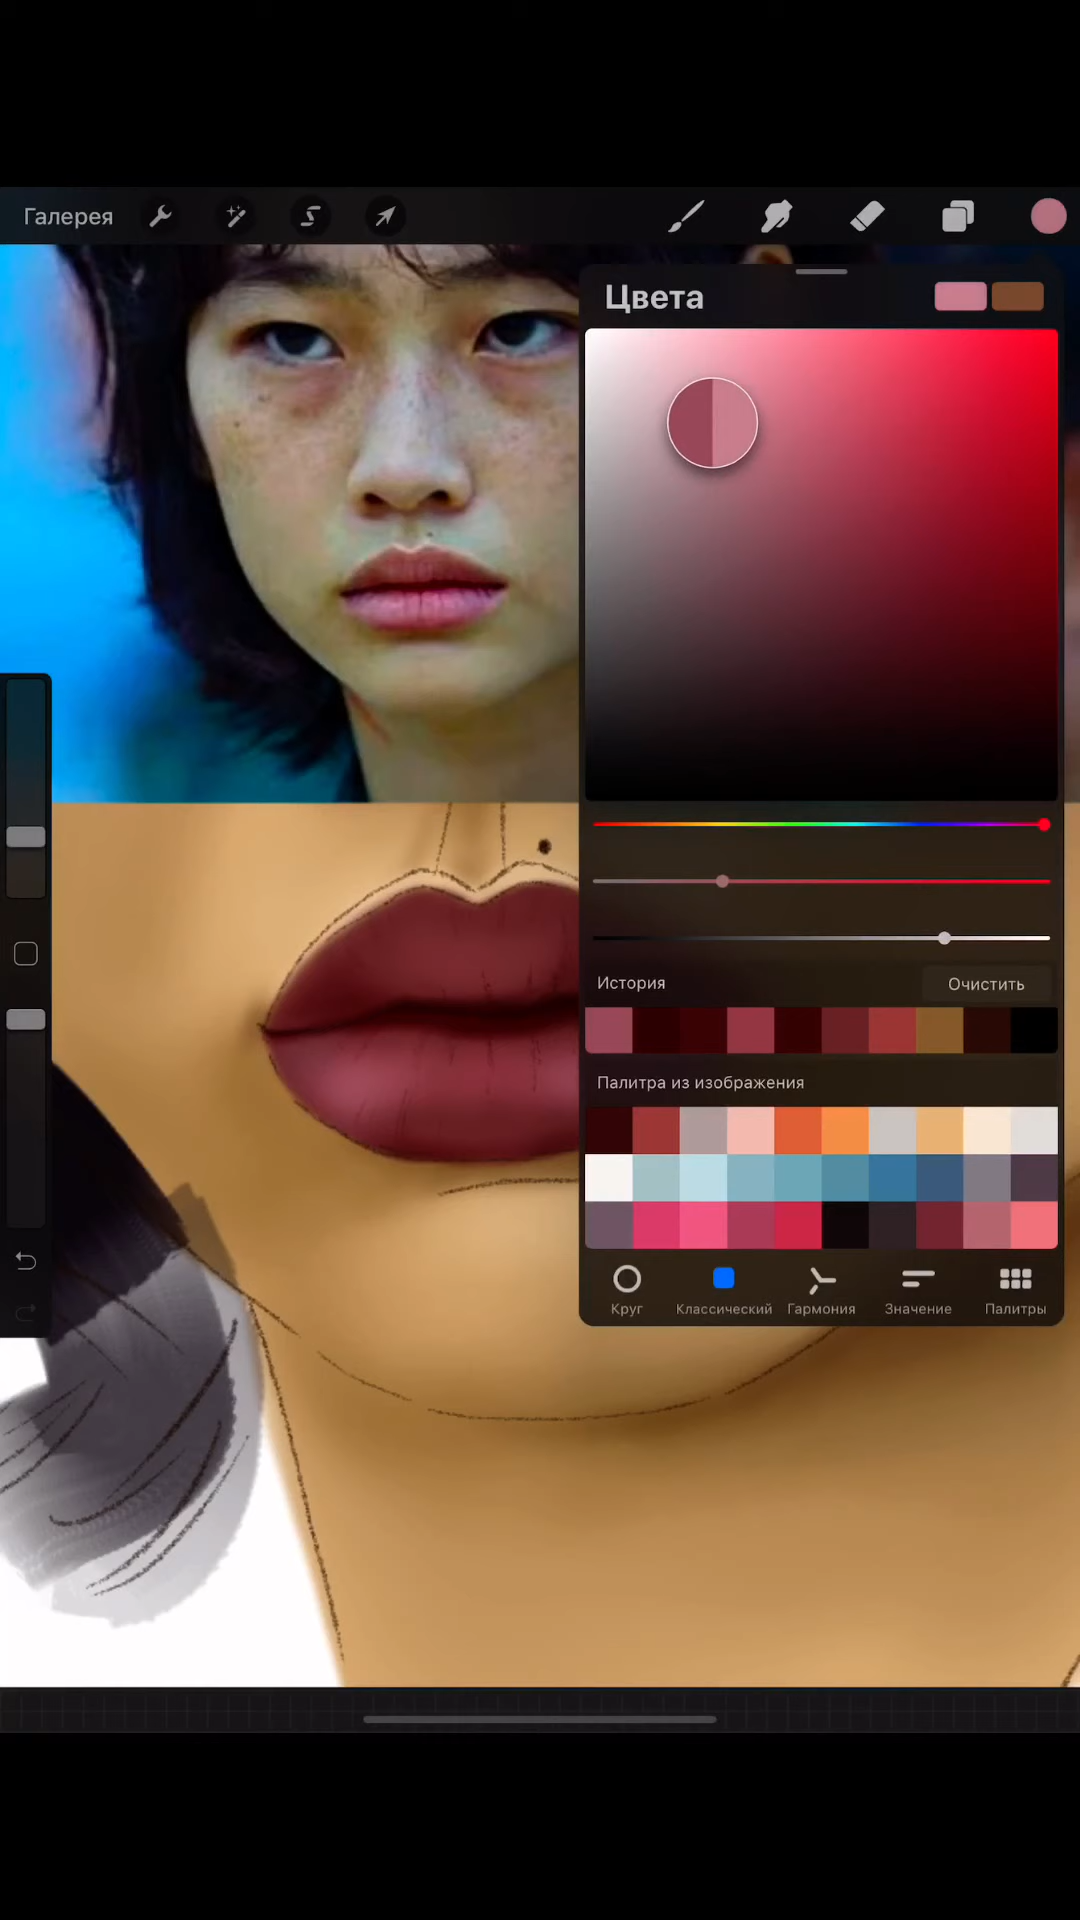 Галерея
Цвета
История
Очистить
Палитра из изображения
Круг
Классический
Гармония
Значение
Палитры